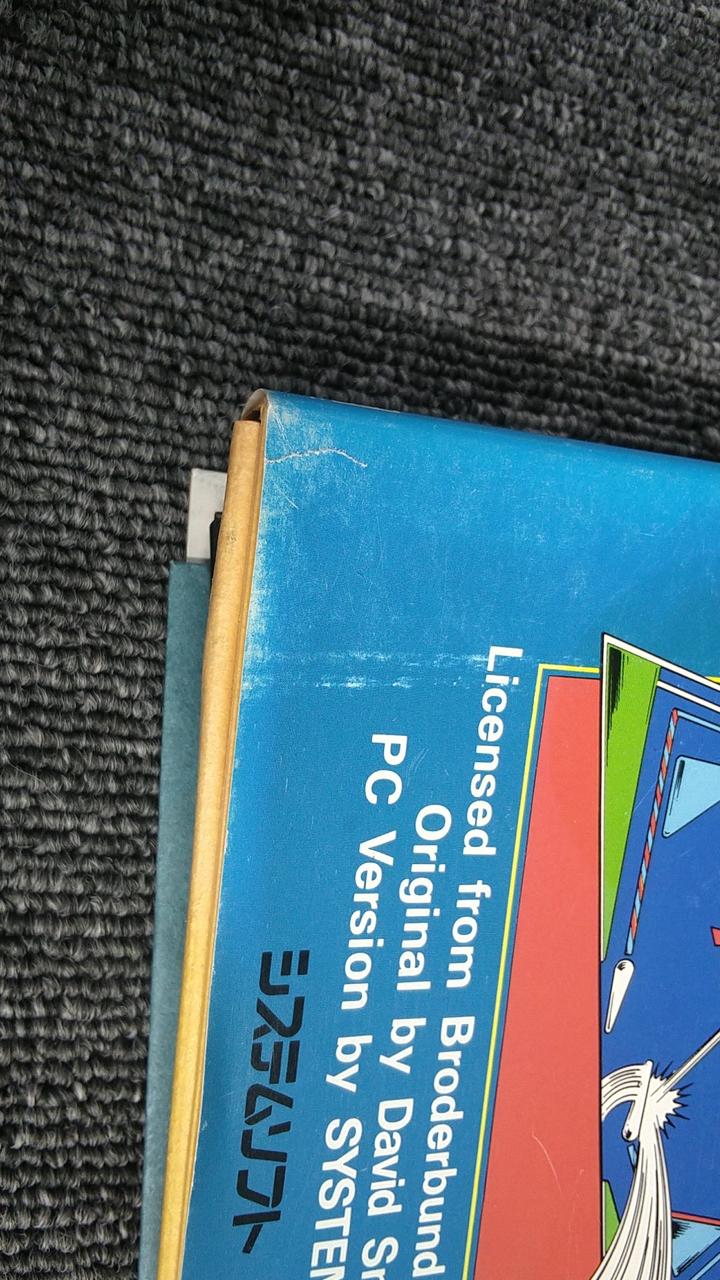 Licensed from Broderbund
Original by David
PC Version by
システムソフト